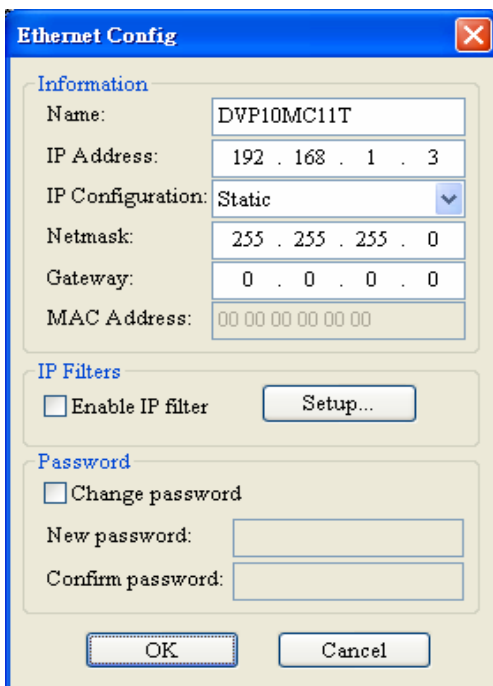 Ethernet Config
Information
Name: DVP10MC11T
IP Address: 192 . 168 . 1 . 3
IP Configuration: Static
Netmask: 255 . 255 . 255 . 0
Gateway: 0 . 0 . 0 . 0
MAC Address: 00 00 00 00 00 00
IP Filters
Enable IP filter Setup...
Password
Change password
New password:
Confirm password:
OK Cancel